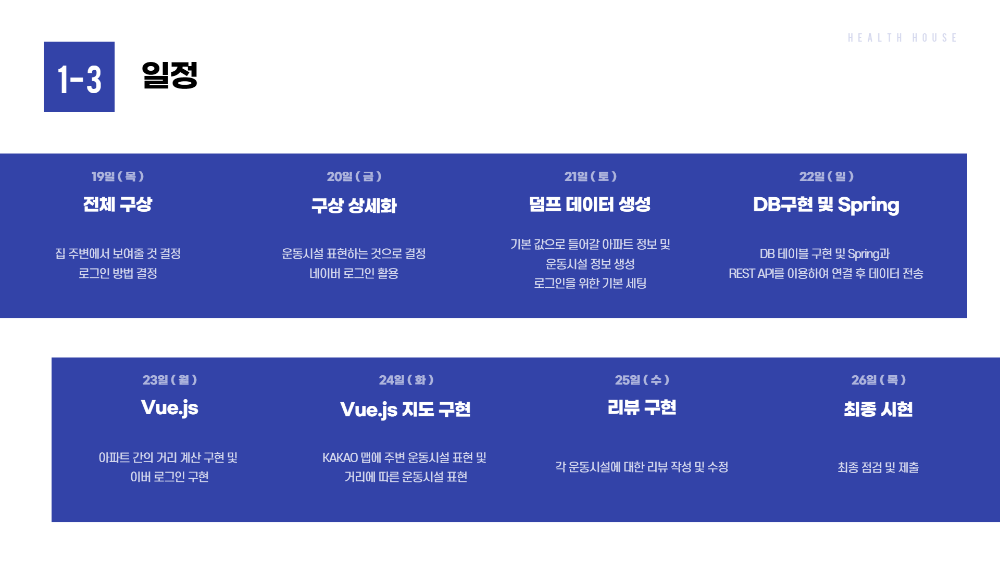 HEALTH HOUSE
1-3
일정
19일 ( 목 )
전체 구상
집 주변에서 보여줄 것 결정
로그인 방법 결정
20일 ( 금 )
구상 상세화
운동시설 표현하는 것으로 결정
네이버 로그인 활용
21일 ( 토 )
덤프 데이터 생성
기본 값으로 들어갈 아파트 정보 및
운동시설 정보 생성
로그인을 위한 기본 세팅
22일 ( 일 )
DB구현 및 Spring
DB 테이블 구현 및 Spring과
REST API를 이용하여 연결 후 데이터 전송
23일 ( 월 )
Vue.js
아파트 간의 거리 계산 구현 및
이버 로그인 구현
24일 ( 화 )
Vue.js 지도 구현
KAKAO 맵에 주변 운동시설 표현 및
거리에 따른 운동시설 표현
25일 ( 수 )
리뷰 구현
각 운동시설에 대한 리뷰 작성 및 수정
26일 ( 목 )
최종 시현
최종 점검 및 제출